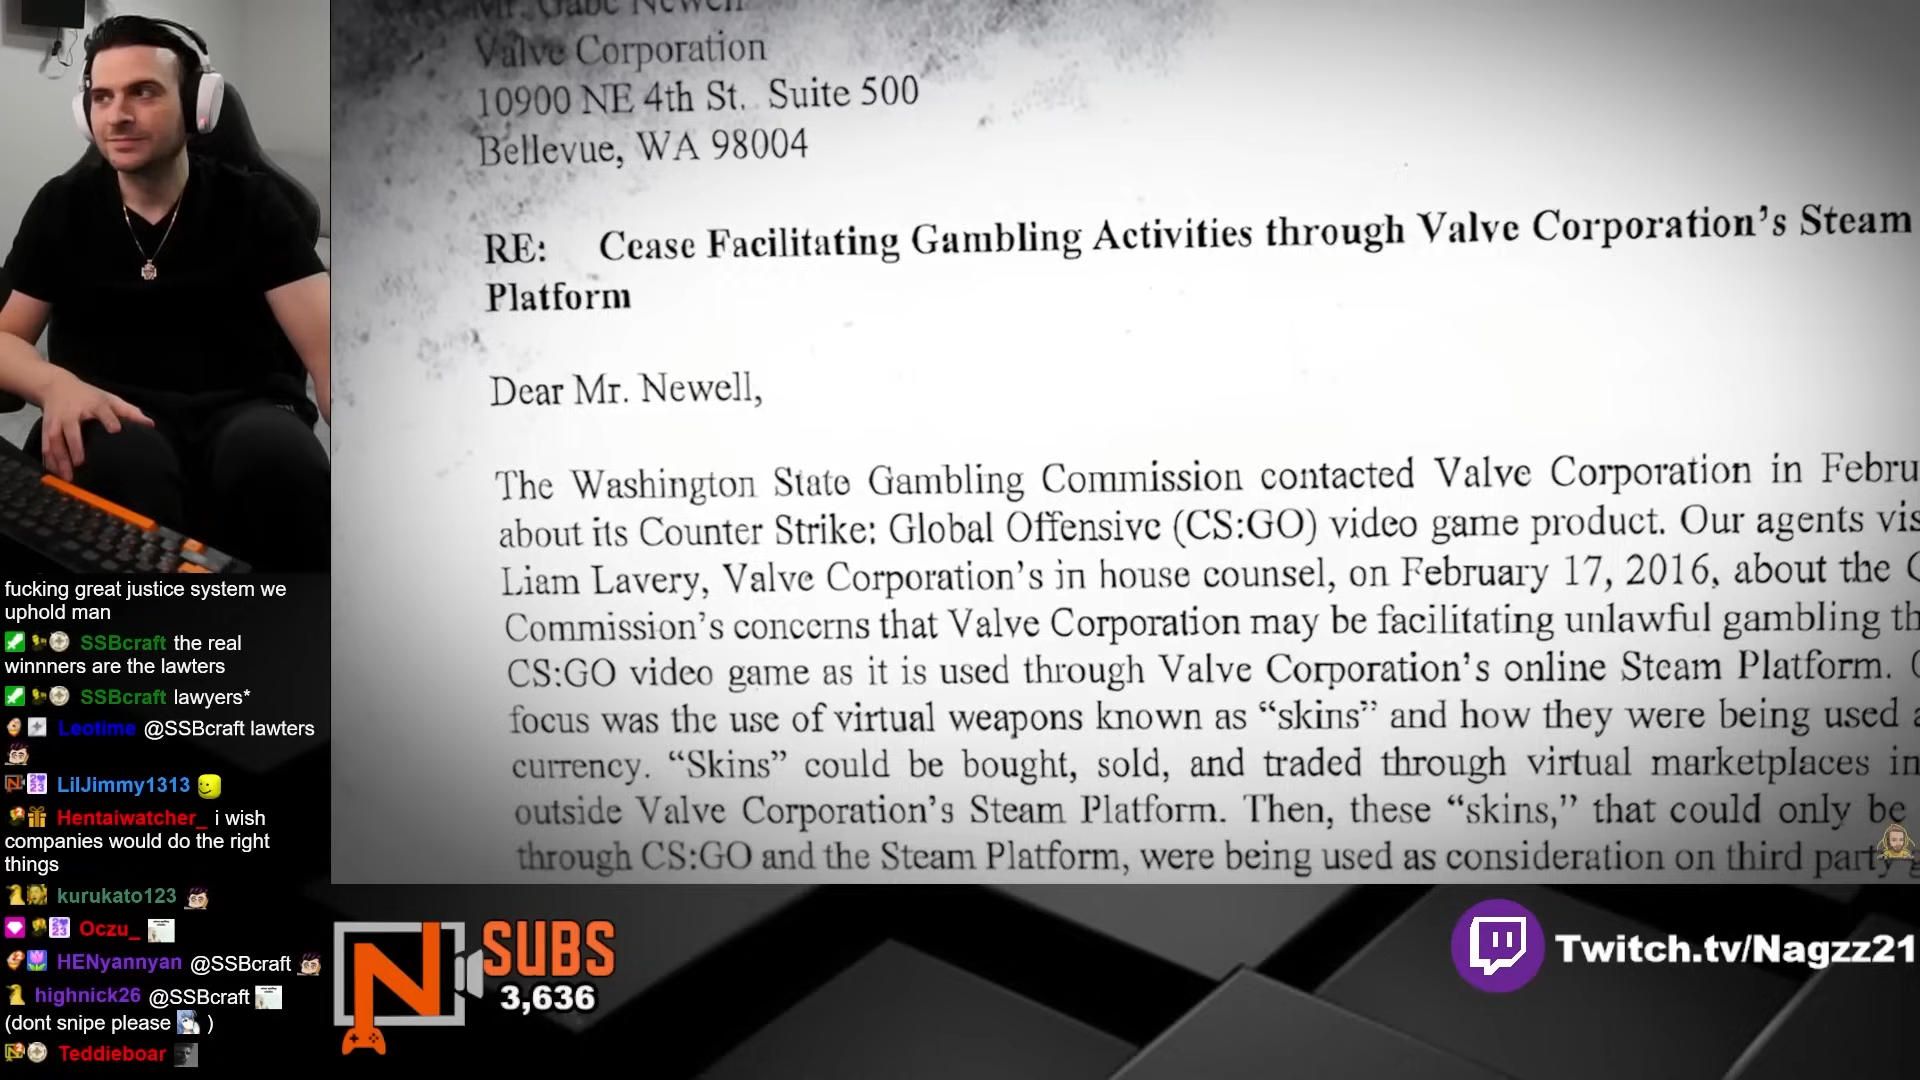 Mr. Gabe Newell
Valve Corporation
10900 NE 4th St. Suite 500
Bellevue, WA 98004
RE: Cease Facilitating Gambling Activities through Valve Corporation's Steam
Platform
Dear Mr. Newell,
The Washington State Gambling Commission contacted Valve Corporation in Febru
about its Counter Strike: Global Offensive (CS:GO) video game product. Our agents vis
Liam Lavery, Valve Corporation's in house counsel, on February 17, 2016, about the
Commission's concerns that Valve Corporation may be facilitating unlawful gambling th
CS:GO video game as it is used through Valve Corporation's online Steam Platform.
focus was the use of virtual weapons known as “skins” and how they were being used
currency. “Skins” could be bought, sold, and traded through virtual marketplaces in
outside Valve Corporation's Steam Platform. Then, these “skins,” that could only be
through CS:GO and the Steam Platform, were being used as consideration on third party
fucking great justice system we
uphold man
SSBcraft the real
winnners are the lawters
SSBcraft lawyers*
Leotime @SSBcraft lawters
LilJimmy1313
Hentaiwatcher_ i wish
companies would do the right
things
kurukato123
Oczu_
HENyannyan @SSBcraft
highnick26 @SSBcraft
(dont snipe please )
Teddieboar
N
SUBS
3,636
Twitch.tv/Nagzz21